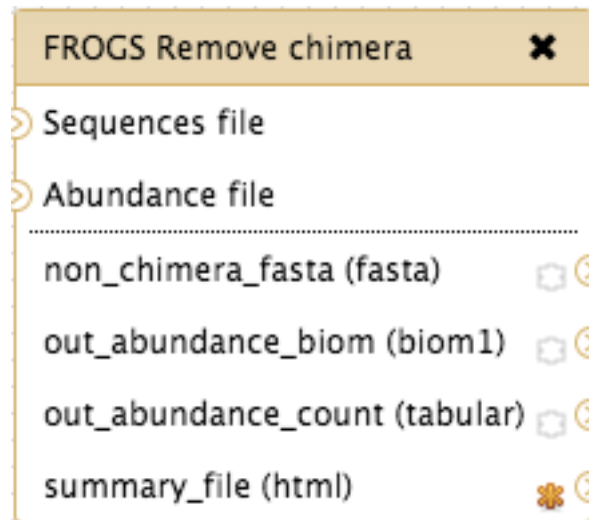 FROGS Remove chimera
Sequences file
Abundance file
non_chimera_fasta (fasta)
out_abundance_biom (biom1)
out_abundance_count (tabular)
summary_file (html)